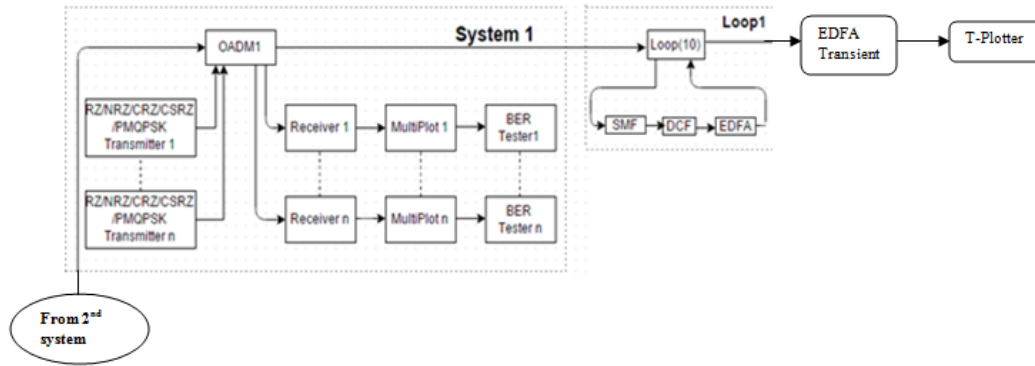 OADM1
System 1
Loop1
Loop(10)
EDFA
Transient
T-Plotter
RZ/NRZ/CRZ/CSRZ
/PMQPSK
Transmitter 1
Receiver 1
MultiPlot 1
BER
Tester1
SMF
DCF
EDFA
RZ/NRZ/CRZ/CSRZ
/PMQPSK
Transmitter n
Receiver n
MultiPlot n
BER
Tester n
From 2nd
system